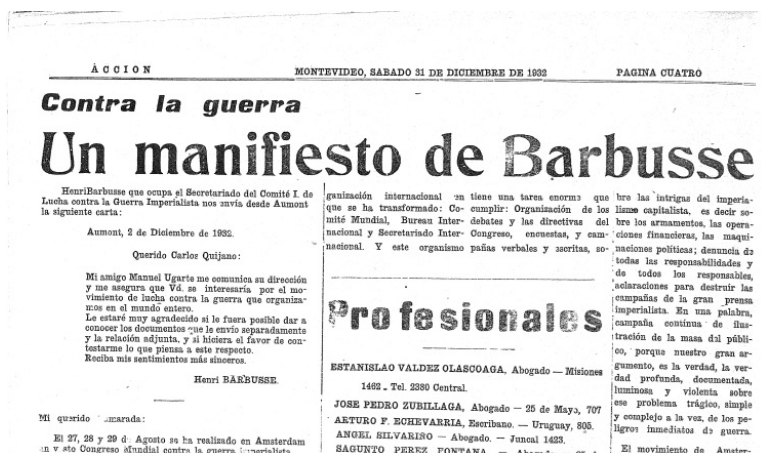 ACCION
MONTEVIDEO, SABADO 31 DE DICIEMBRE DE 1932
PAGINA CUATRO
Contra la guerra
Un manifiesto de Barbusse
HenriBarbusse que ocupa el Secretariado del Comité I. de
Lucha contra la Guerra Imperialista nos envía desde Aumont
la siguiente carta:
Aumont, 2 de Diciembre de 1932.
Querido Carlos Quijano:
Mi amigo Manuel Ugarte me comunica su dirección
y me asegura que Vd. se interesaría por el mo-
vimiento de lucha contra la guerra que organiza-
mos en el mundo entero.
Le estaré muy agradecido si le fuera posible dar a
conocer los documentos que le envio separadamente
y la relación adjunta, y si hiciera el favor de con-
testarme lo que piensa a este respecto.
Reciba mis sentimientos más sinceros.
Henri BARBUSSE.
Mi querido amarada:
El 27, 28 y 29 d. Agosto se ha realizado en Amsterdam
un v sto Congreso Mundial contra la guerra imperialista
ganización internacional en
que se ha transformado: Co-
mité Mundial, Bureau Inter-
nacional y Secretariado Inter-
nacional. Y este organismo
tiene una tarea enorme que
cumplir: Organización de los
debates y las directivas del
Congreso, encuestas, y cam-
pañas verbales y escritas, so-
Profesionales
ESTANISLAO VALDEZ OLASCOAGA, Abogado — Misiones
1462 . Tel. 2380 Central.
JOSE PEDRO ZUBILLAGA, Abogado — 25 de Mayo, 707
ARTURO F. ECHEVARRIA, Escribano. — Uruguay, 805.
ANGEL SILVARIÑO — Abogado. — Juncal 1423.
SAGUNTO PEREZ FONTANA
bre las intrigas del imperia-
lismo capitalista, es decir so-
bre los armamentos, las opera-
ciones financieras, las maqui-
naciones políticas; denuncia de
todas las responsabilidades y
de todos los responsables,
aclaraciones para destruir las
campañas de la gran prensa
imperialista. En una palabra,
campaña continua de ilus-
tración de la masa del públi-
co, porque nuestro gran ar-
gumento, es la verdad, la ver-
dad profunda, documentada,
luminosa y violenta sobre
ese problema trágico, simple
y complejo a la vez, de los pe-
ligros inmediatos de guerra.
El movimiento de Amster-